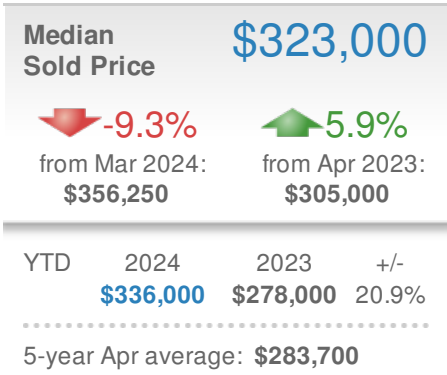 Median $323,000
Sold Price
-9.3% 5.9%
from Mar 2024: from Apr 2023:
$356,250 $305,000
YTD 2024 2023 +/-
$336,000 $278,000 20.9%
5-year Apr average: $283,700